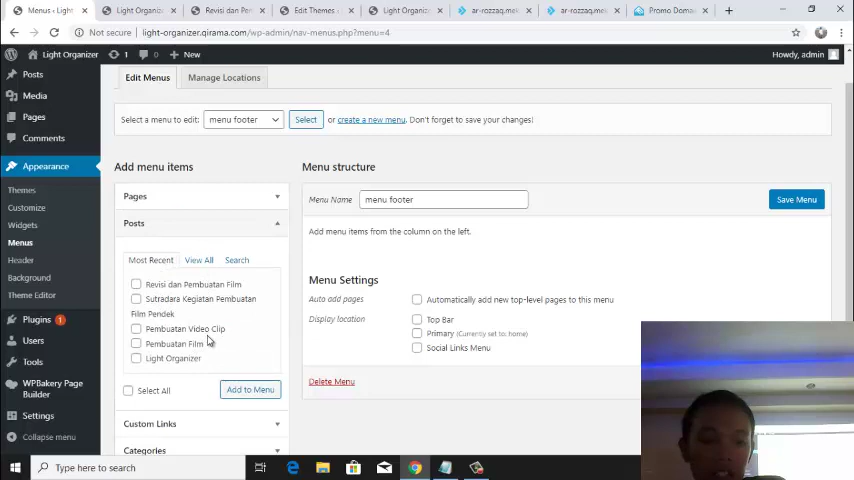 Menus ‹ Light
Light Organizer
Revisi dan Pemb
Edit Themes ‹
Light Organizer
ar-rozzaq.mek
ar-rozzaq.mek
Promo Doma
Not secure | light-organizer.qirama.com/wp-admin/nav-menus.php?menu=4
Light Organizer 1 0 New
Howdy, admin
Posts
Media
Pages
Comments
Appearance
Themes
Customize
Widgets
Menus
Header
Background
Theme Editor
Plugins 1
Users
Tools
WPBakery Page
Builder
Settings
Collapse menu
Edit Menus Manage Locations
Select a menu to edit: menu footer Select or create a new menu. Don't forget to save your changes!
Add menu items
Pages
Posts
Most Recent View All Search
Revisi dan Pembuatan Film
Sutradara Kegiatan Pembuatan
Film Pendek
Pembuatan Video Clip
Pembuatan Film
Light Organizer
Select All Add to Menu
Custom Links
Categories
Menu structure
Menu Name menu footer Save Menu
Add menu items from the column on the left.
Menu Settings
Auto add pages Automatically add new top-level pages to this menu
Display location Top Bar
Primary (Currently set to: home)
Social Links Menu
Delete Menu
Type here to search